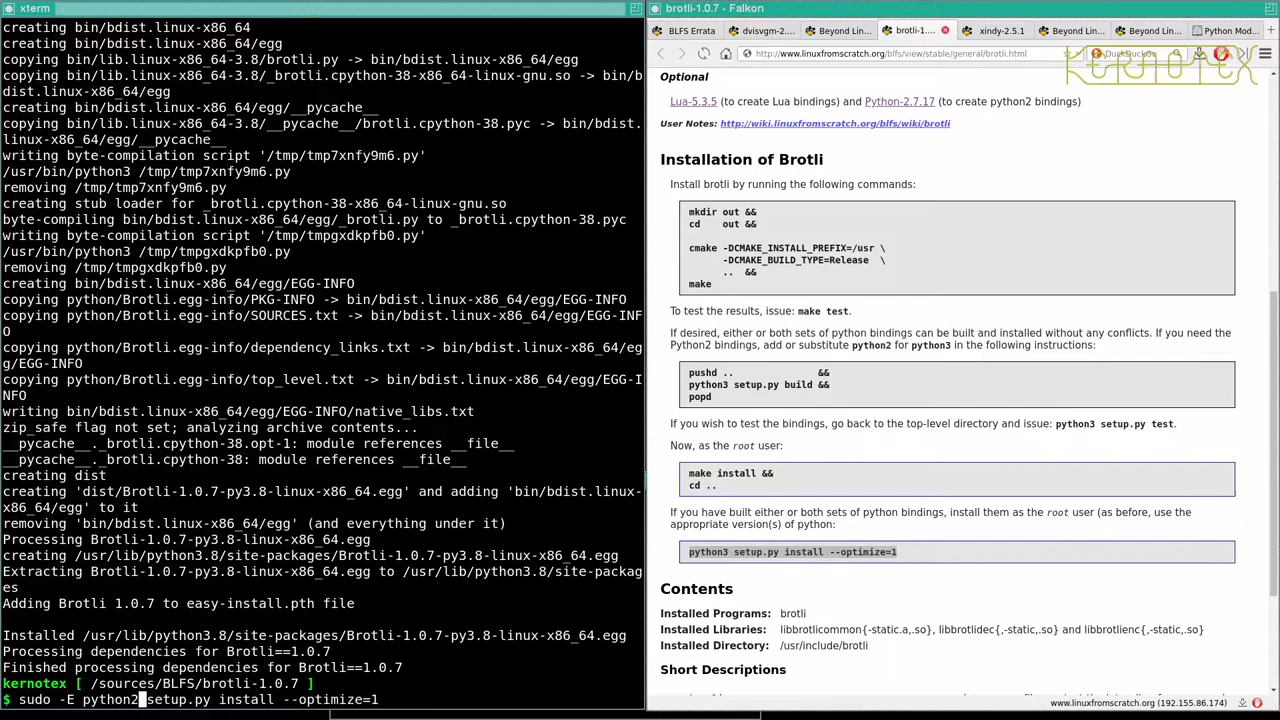 xterm
creating bin/bdist.linux-x86_64
creating bin/bdist.linux-x86_64/egg
copying bin/lib.linux-x86_64-3.8/brotli.py -> bin/bdist.linux-x86_64/egg
copying bin/lib.linux-x86_64-3.8/_brotli.cpython-38-x86_64-linux-gnu.so -> bin/b
dist.linux-x86_64/egg
creating bin/bdist.linux-x86_64/egg/__pycache__
copying bin/lib.linux-x86_64-3.8/__pycache__/brotli.cpython-38.pyc -> bin/bdist.
linux-x86_64/egg/__pycache__
writing byte-compilation script '/tmp/tmp7xnfy9m6.py'
/usr/bin/python3 /tmp/tmp7xnfy9m6.py
removing /tmp/tmp7xnfy9m6.py
creating stub loader for _brotli.cpython-38-x86_64-linux-gnu.so
byte-compiling bin/bdist.linux-x86_64/egg/_brotli.py to _brotli.cpython-38.pyc
writing byte-compilation script '/tmp/tmpgxdkpfb0.py'
/usr/bin/python3 /tmp/tmpgxdkpfb0.py
removing /tmp/tmpgxdkpfb0.py
creating bin/bdist.linux-x86_64/egg/EGG-INFO
copying python/Brotli.egg-info/PKG-INFO -> bin/bdist.linux-x86_64/egg/EGG-INFO
copying python/Brotli.egg-info/SOURCES.txt -> bin/bdist.linux-x86_64/egg/EGG-INF
O
copying python/Brotli.egg-info/dependency_links.txt -> bin/bdist.linux-x86_64/eg
g/EGG-INFO
copying python/Brotli.egg-info/top_level.txt -> bin/bdist.linux-x86_64/egg/EGG-I
NFO
writing bin/bdist.linux-x86_64/egg/EGG-INFO/native_libs.txt
zip_safe flag not set; analyzing archive contents...
__pycache__._brotli.cpython-38.opt-1: module references __file__
__pycache__._brotli.cpython-38: module references __file__
creating dist
creating 'dist/Brotli-1.0.7-py3.8-linux-x86_64.egg' and adding 'bin/bdist.linux-
x86_64/egg' to it
removing 'bin/bdist.linux-x86_64/egg' (and everything under it)
Processing Brotli-1.0.7-py3.8-linux-x86_64.egg
creating /usr/lib/python3.8/site-packages/Brotli-1.0.7-py3.8-linux-x86_64.egg
Extracting Brotli-1.0.7-py3.8-linux-x86_64.egg to /usr/lib/python3.8/site-packag
es
Adding Brotli 1.0.7 to easy-install.pth file
Installed /usr/lib/python3.8/site-packages/Brotli-1.0.7-py3.8-linux-x86_64.egg
Processing dependencies for Brotli==1.0.7
Finished processing dependencies for Brotli==1.0.7
kernotex [ /sources/BLFS/brotli-1.0.7 ]
$ sudo -E python2 setup.py install --optimize=1
brotli-1.0.7 - Falkon
BLFS Errata
dvisvgm-2....
Beyond Lin...
brotli-1....
xindy-2.5.1
Beyond Lin...
Beyond Lin...
Python Mod...
http://www.linuxfromscratch.org/blfs/view/stable/general/brotli.html
DuckDuckGo
KERNOTEX
Optional
Lua-5.3.5 (to create Lua bindings) and Python-2.7.17 (to create python2 bindings)
User Notes: http://wiki.linuxfromscratch.org/blfs/wiki/brotli
Installation of Brotli
Install brotli by running the following commands:
mkdir out &&
cd    out &&
cmake -DCMAKE_INSTALL_PREFIX=/usr \
-DCMAKE_BUILD_TYPE=Release  \
..  &&
make
To test the results, issue: make test.
If desired, either or both sets of python bindings can be built and installed without any conflicts. If you need the
Python2 bindings, add or substitute python2 for python3 in the following instructions:
pushd ..               &&
python3 setup.py build &&
popd
If you wish to test the bindings, go back to the top-level directory and issue: python3 setup.py test.
Now, as the root user:
make install &&
cd ..
If you have built either or both sets of python bindings, install them as the root user (as before, use the
appropriate version(s) of python:
python3 setup.py install --optimize=1
Contents
Installed Programs: brotli
Installed Libraries: libbrotlicommon{-static.a,.so}, libbrotlidec{,-static,.so} and libbrotlienc{,-static,.so}
Installed Directory: /usr/include/brotli
Short Descriptions
www.linuxfromscratch.org (192.155.86.174)